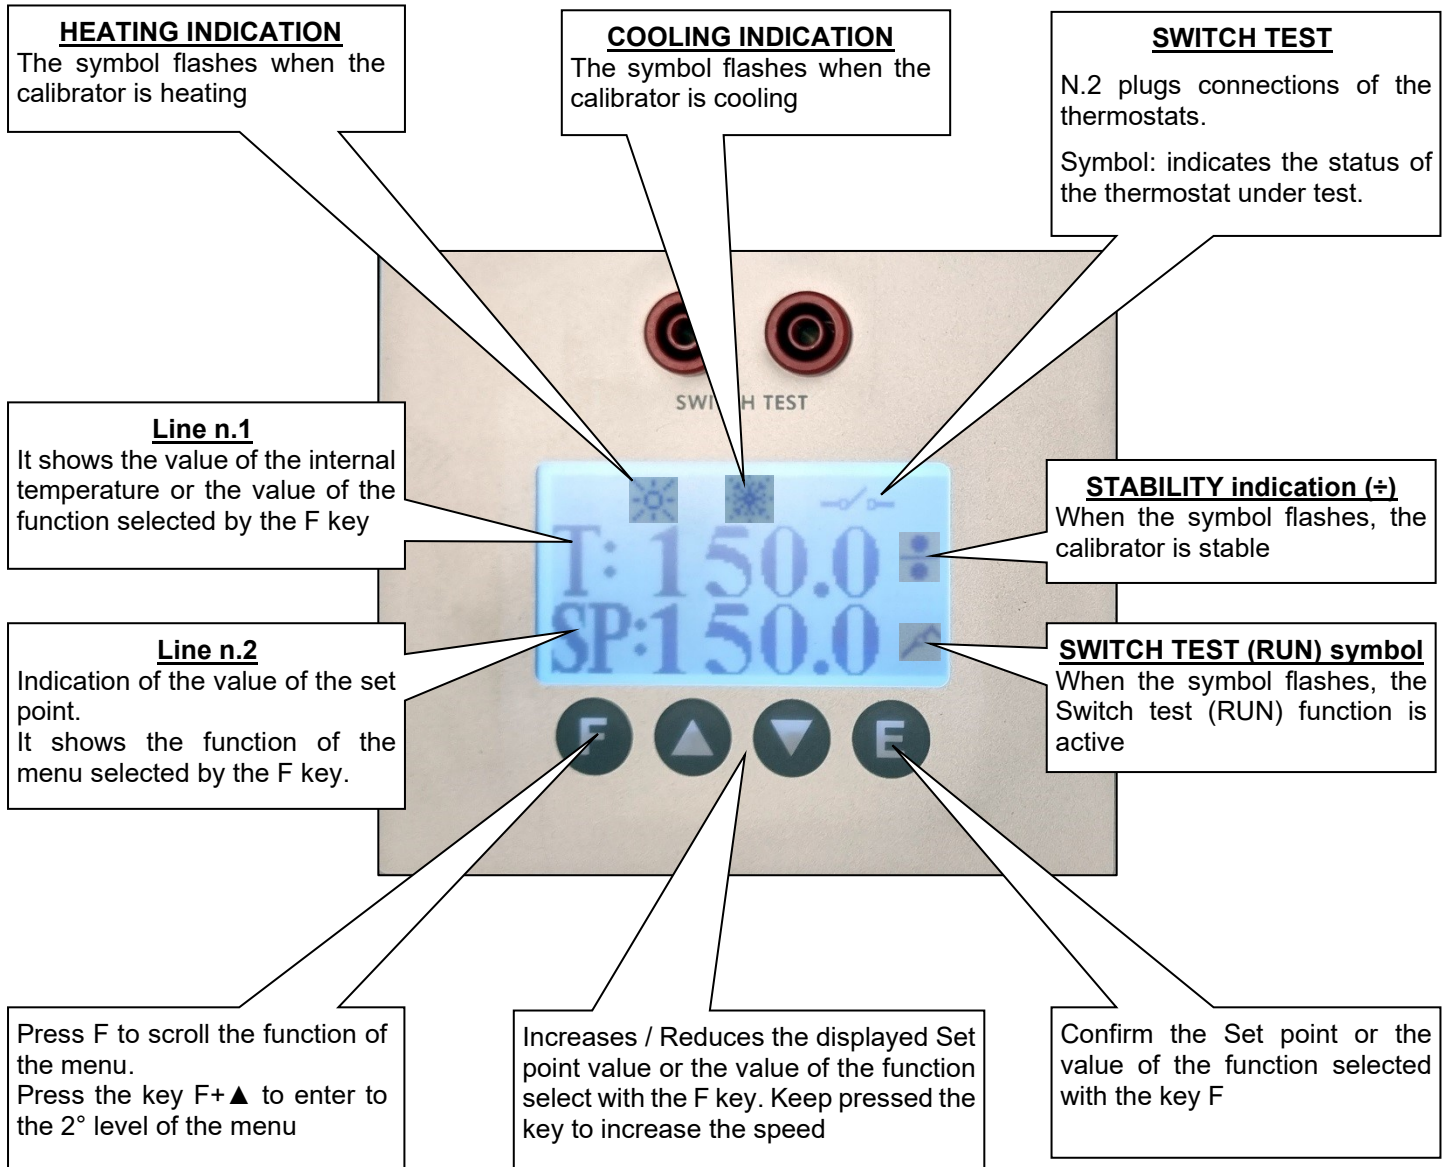 HEATING INDICATION
The symbol flashes when the
calibrator is heating
COOLING INDICATION
The symbol flashes when the
calibrator is cooling
SWITCH TEST
N.2 plugs connections of the
thermostats.
Symbol: indicates the status of
the thermostat under test.
SWITCH TEST
Line n.1
It shows the value of the internal
temperature or the value of the
function selected by the F key
T:150.0
STABILITY indication (÷)
When the symbol flashes, the
calibrator is stable
Line n.2
Indication of the value of the set
point.
It shows the function of the
menu selected by the F key.
SP:150.0
SWITCH TEST (RUN) symbol
When the symbol flashes, the
Switch test (RUN) function is
active
F ▲ ▼ E
Press F to scroll the function of
the menu.
Press the key F+▲ to enter to
the 2° level of the menu
Increases / Reduces the displayed Set
point value or the value of the function
select with the F key. Keep pressed the
key to increase the speed
Confirm the Set point or the
value of the function selected
with the key F